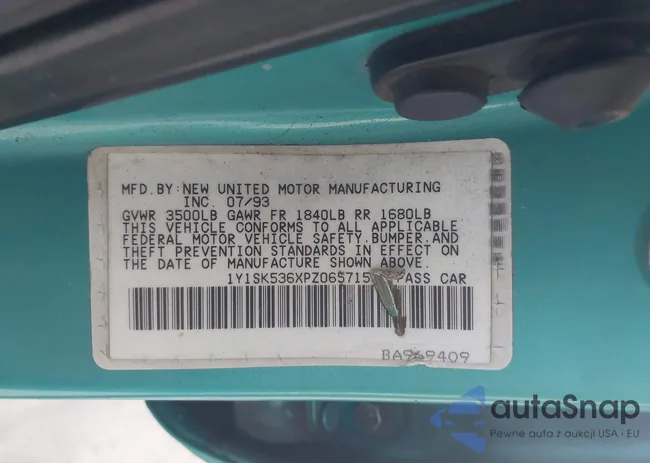 MFD. BY: NEW UNITED MOTOR MANUFACTURING
INC. 07/93
GVWR 3500LB GAWR FR 1840LB RR 1680LB
THIS VEHICLE CONFORMS TO ALL APPLICABLE
FEDERAL MOTOR VEHICLE SAFETY, BUMPER, AND
THEFT PREVENTION STANDARDS IN EFFECT ON
THE DATE OF MANUFACTURE SHOWN ABOVE.
1Y1SK536XPZ065715 PASS CAR
BA969409
autaSnap
Pewne auta z aukcji USA i EU